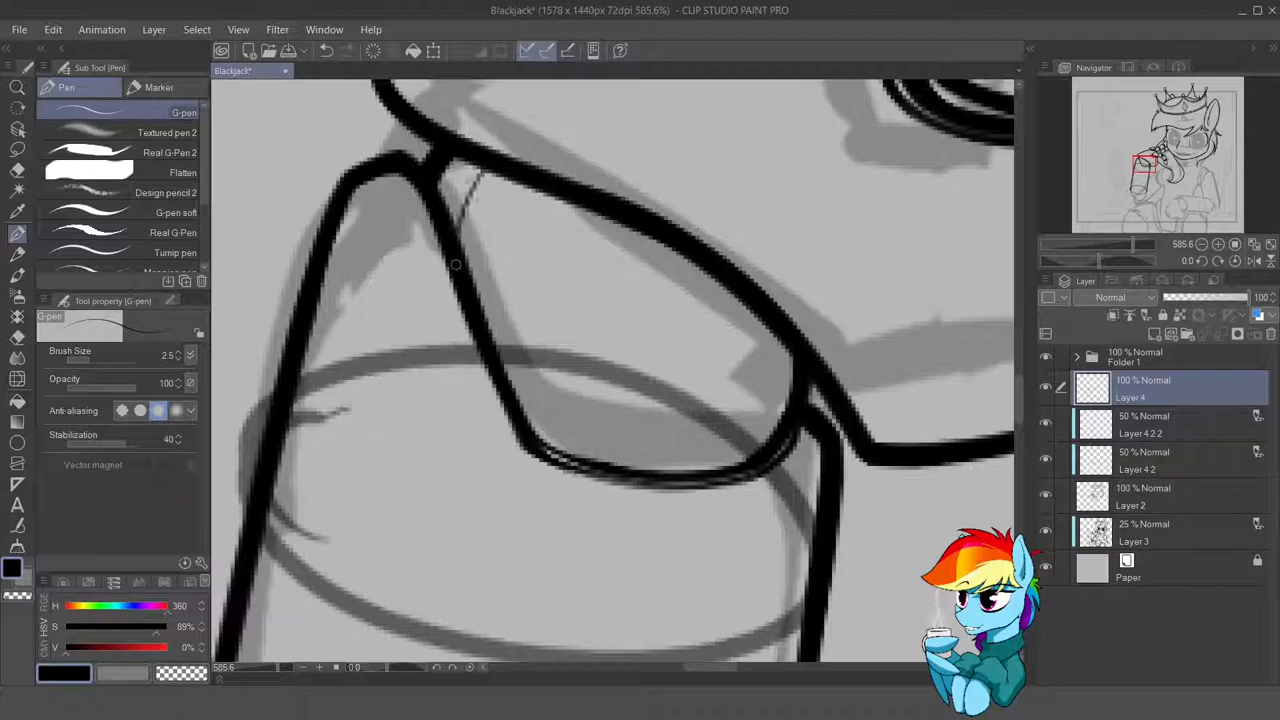 Blackjack* (1578 x 1440px 72dpi 585.6%) - CLIP STUDIO PAINT PRO
File Edit Animation Layer Select View Filter Window Help
Sub Tool [Pen]
Blackjack*
Navigator
Pen Marker
G-pen
Textured pen 2
Real G-Pen 2
Flatten
Design pencil 2
G-pen soft
Real G-Pen
Turnip pen
Tool property [G-pen]
G-pen
Brush Size 2.5
Opacity 100
Anti-aliasing
Stabilization 40
Vector magnet
H 360
S 89%
V 0%
RGE
HSV
CM
585.6 0.0
585.6
0.0
Layer
Normal 100
100 % Normal
Folder 1
100 % Normal
Layer 4
50 % Normal
Layer 4 2 2
50 % Normal
Layer 4 2
100 % Normal
Layer 2
25 % Normal
Layer 3
Paper